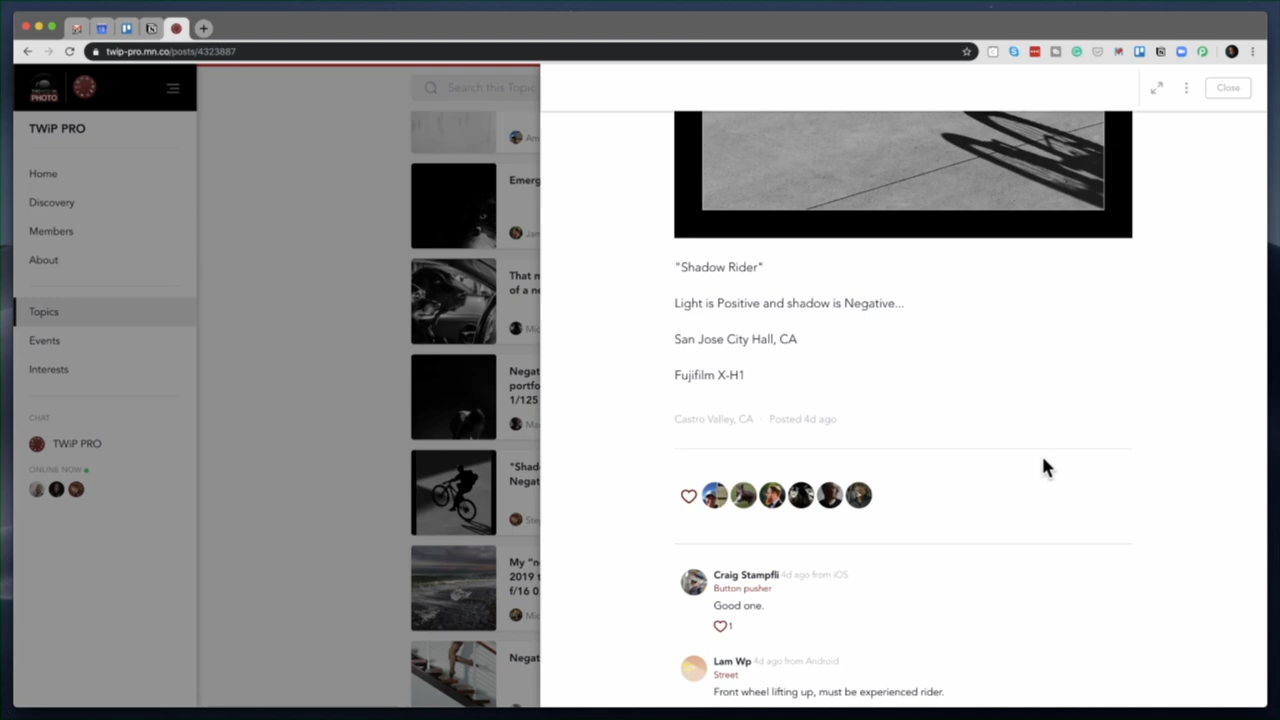 twip-pro.mn.co/posts/4323887
PHOTO
TWiP PRO
Home
Discovery
Members
About
Topics
Events
Interests
CHAT
TWiP PRO
ONLINE NOW
Search this Topic
Emerg
That m
of a ne
Negat
portfo
1/125
"Shad
Negat
My "n
2019 t
f/16 0.
Negat
Close
"Shadow Rider"
Light is Positive and shadow is Negative...
San Jose City Hall, CA
Fujifilm X-H1
Castro Valley, CA · Posted 4d ago
Craig Stampfli 4d ago from iOS
Button pusher
Good one.
1
Lam Wp 4d ago from Android
Street
Front wheel lifting up, must be experienced rider.